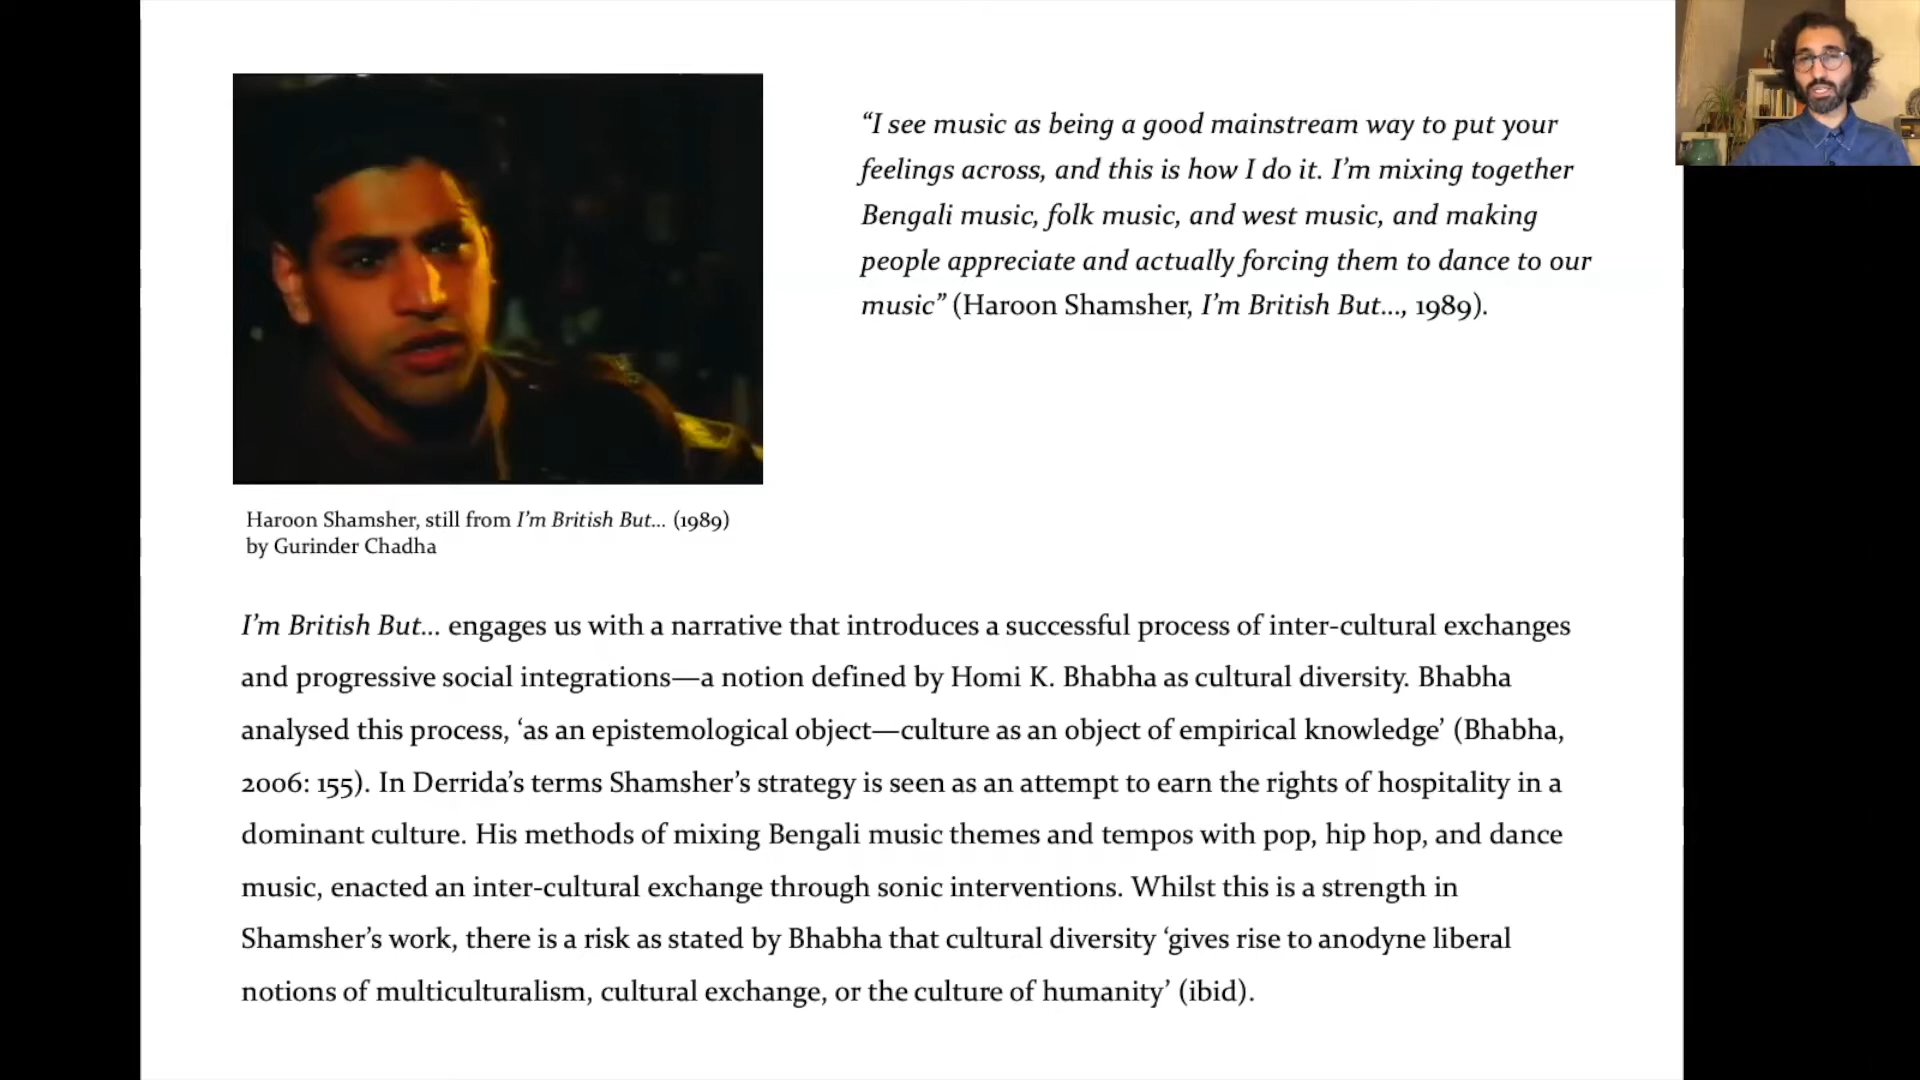 “I see music as being a good mainstream way to put your
feelings across, and this is how I do it. I’m mixing together
Bengali music, folk music, and west music, and making
people appreciate and actually forcing them to dance to our
music” (Haroon Shamsher, I’m British But..., 1989).
Haroon Shamsher, still from I’m British But... (1989)
by Gurinder Chadha
I’m British But... engages us with a narrative that introduces a successful process of inter-cultural exchanges
and progressive social integrations—a notion defined by Homi K. Bhabha as cultural diversity. Bhabha
analysed this process, ‘as an epistemological object—culture as an object of empirical knowledge’ (Bhabha,
2006: 155). In Derrida’s terms Shamsher’s strategy is seen as an attempt to earn the rights of hospitality in a
dominant culture. His methods of mixing Bengali music themes and tempos with pop, hip hop, and dance
music, enacted an inter-cultural exchange through sonic interventions. Whilst this is a strength in
Shamsher’s work, there is a risk as stated by Bhabha that cultural diversity ‘gives rise to anodyne liberal
notions of multiculturalism, cultural exchange, or the culture of humanity’ (ibid).